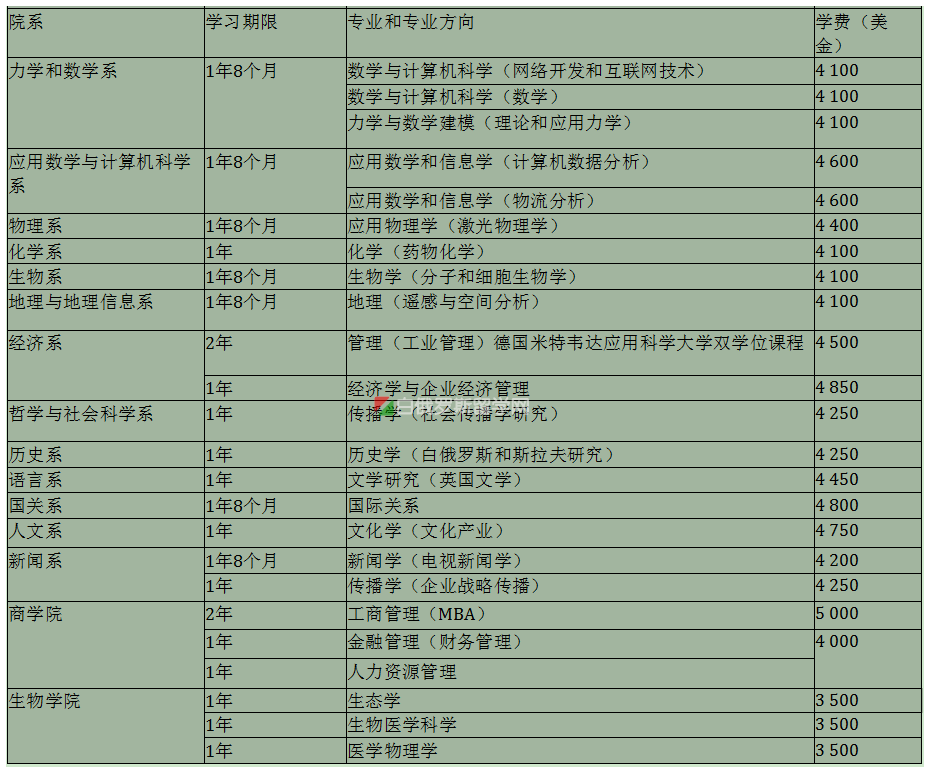 院系 学习期限 专业和专业方向 学费（美
金）
力学和数学系 1年8个月 数学与计算机科学（网络开发和互联网技术） 4 100
数学与计算机科学（数学） 4 100
力学与数学建模（理论和应用力学） 4 100
应用数学与计算机科学 1年8个月 应用数学和信息学（计算机数据分析） 4 600
系
应用数学和信息学（物流分析） 4 600
物理系 1年8个月 应用物理学（激光物理学） 4 400
化学系 1年 化学（药物化学） 4 100
生物系 1年8个月 生物学（分子和细胞生物学） 4 100
地理与地理信息系 1年8个月 地理（遥感与空间分析） 4 100
经济系 2年 管理（工业管理）德国米特韦达应用科学大学双学位课程 4 500
1年 经济学与企业经济管理 4 850
白俄罗斯留学网
哲学与社会科学系 1年 传播学（社会传播学研究） 4 250
历史系 1年 历史学（白俄罗斯和斯拉夫研究） 4 250
语言系 1年 文学研究（英国文学） 4 450
国关系 1年8个月 国际关系 4 800
人文系 1年 文化学（文化产业） 4 750
新闻系 1年8个月 新闻学（电视新闻学） 4 200
1年 传播学（企业战略传播） 4 250
商学院 2年 工商管理（MBA） 5 000
1年 金融管理（财务管理） 4 000
1年 人力资源管理
生物学院 1年 生态学 3 500
1年 生物医学科学 3 500
1年 医学物理学 3 500